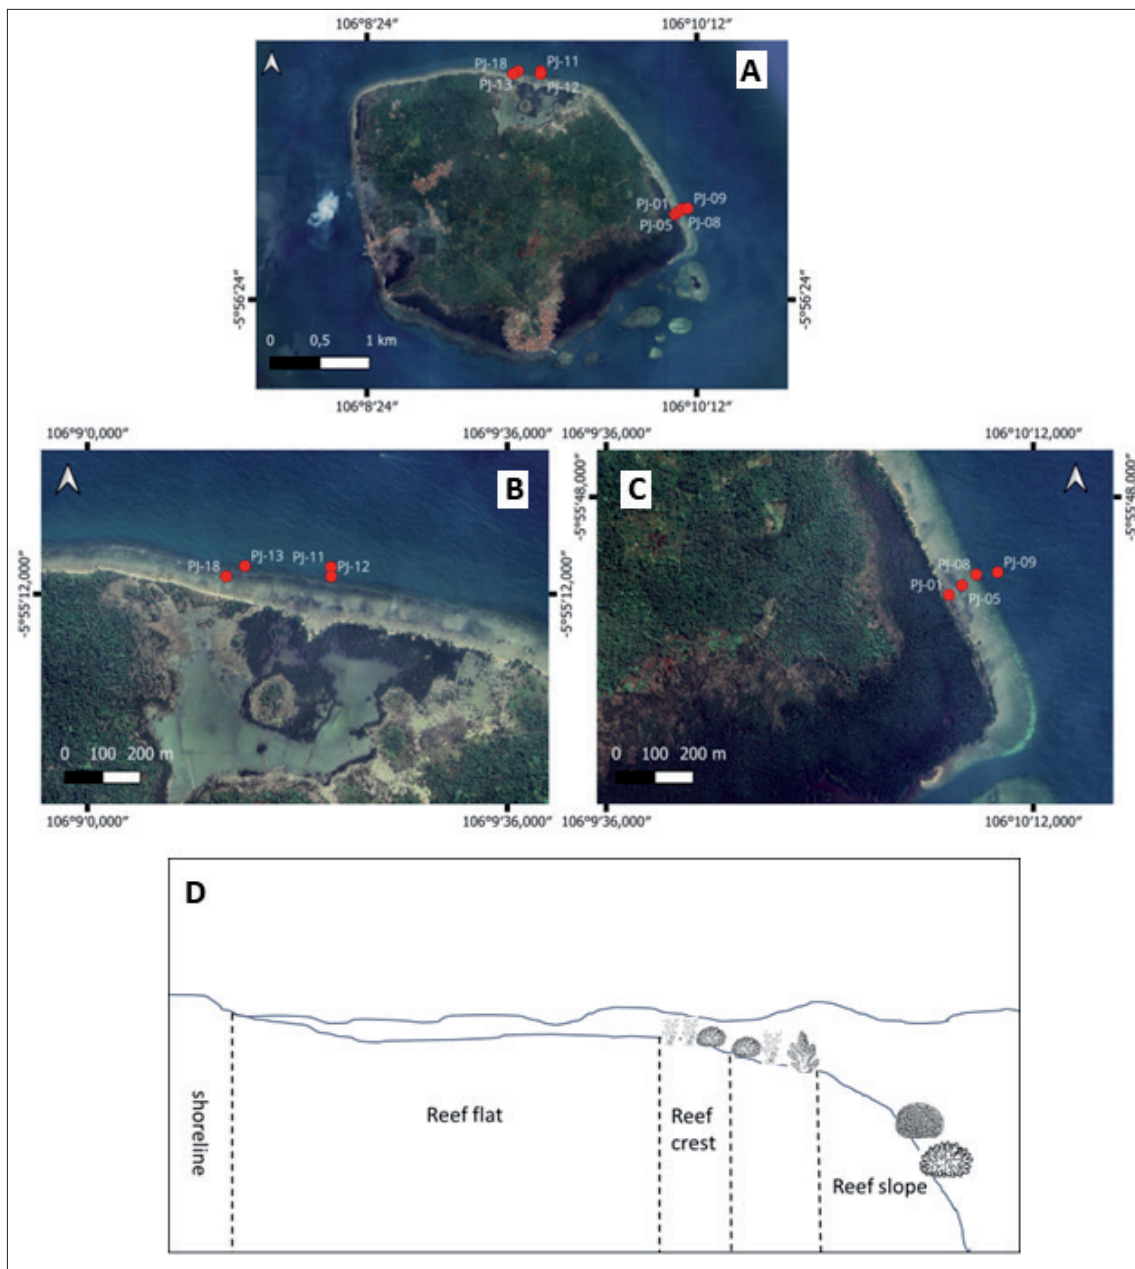 106°8′24″ 106°10′12″
A
PJ-18 PJ-11
PJ-13 PJ-12
PJ-01 PJ-09
PJ-05 PJ-08
-5°56′24″ -5°56′24″
0 0,5 1 km
106°8′24″ 106°10′12″
106°9′0,000″ 106°9′36,000″
B
PJ-18 PJ-13 PJ-11 PJ-12
-5°55′12,000″ -5°55′12,000″
0 100 200 m
106°9′0,000″ 106°9′36,000″
106°9′36,000″ 106°10′12,000″
C
-5°55′48,000″ -5°55′48,000″
PJ-08 PJ-09
PJ-01 PJ-05
0 100 200 m
106°9′36,000″ 106°10′12,000″
D
shoreline
Reef flat
Reef
crest
Reef slope